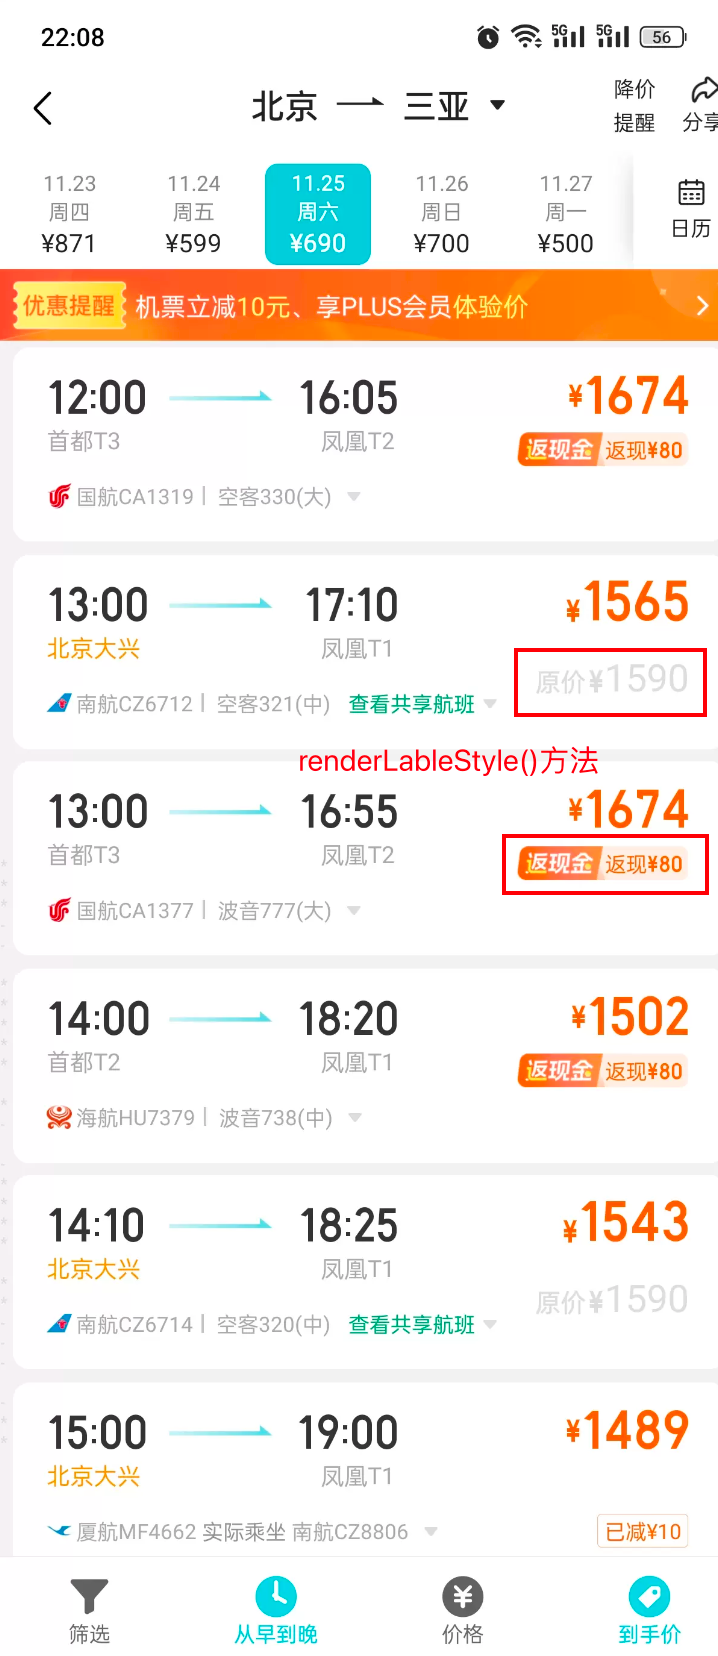 22:08
5G 5G 56
北京 三亚
降价提醒
分享
11.23 11.24 11.25 11.26 11.27
周四 周五 周六 周日 周一
¥871 ¥599 ¥690 ¥700 ¥500
日历
优惠提醒 机票立减10元、享PLUS会员体验价
12:00 16:05 ¥1674
首都T3 凤凰T2 返现金 返现¥80
国航CA1319 | 空客330(大)
13:00 17:10 ¥1565
北京大兴 凤凰T1 原价¥1590
南航CZ6712 | 空客321(中) 查看共享航班
renderLableStyle()方法
13:00 16:55 ¥1674
首都T3 凤凰T2 返现金 返现¥80
国航CA1377 | 波音777(大)
14:00 18:20 ¥1502
首都T2 凤凰T1 返现金 返现¥80
海航HU7379 | 波音738(中)
14:10 18:25 ¥1543
北京大兴 凤凰T1 原价¥1590
南航CZ6714 | 空客320(中) 查看共享航班
15:00 19:00 ¥1489
北京大兴 凤凰T1
厦航MF4662 实际乘坐 南航CZ8806 已减¥10
筛选 从早到晚 价格 到手价